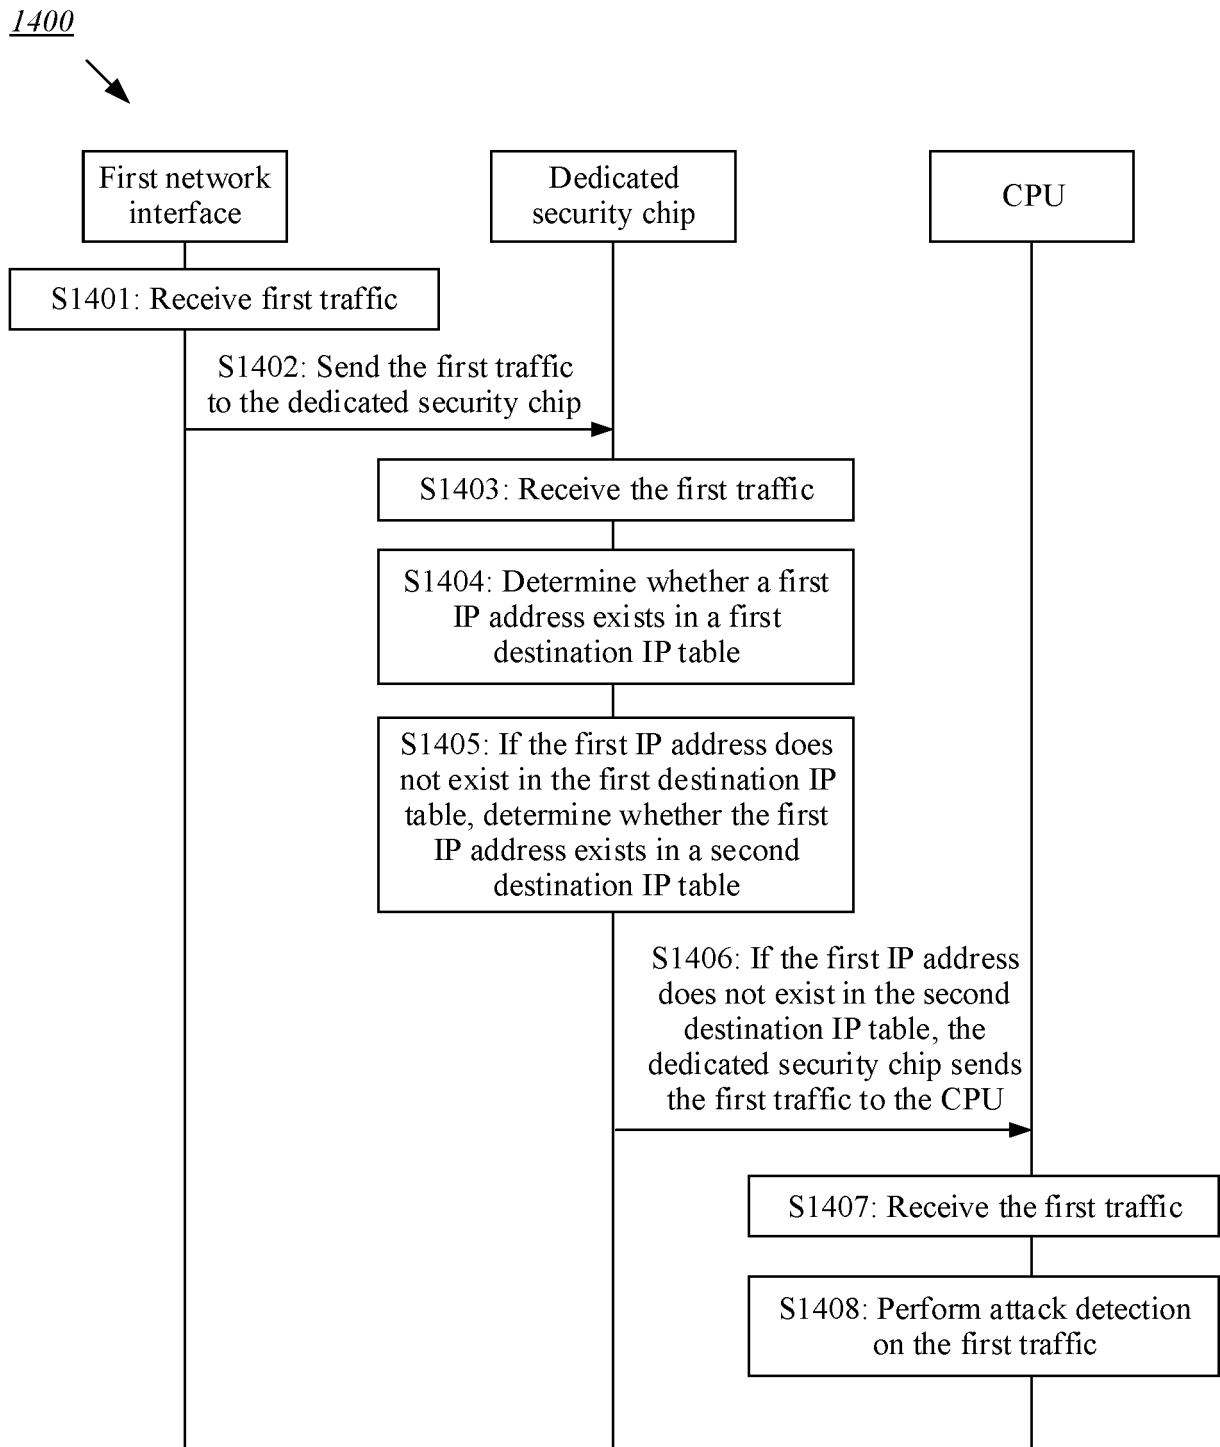 1400
First network
interface
Dedicated
security chip
CPU
S1401: Receive first traffic
S1402: Send the first traffic
to the dedicated security chip
S1403: Receive the first traffic
S1404: Determine whether a first
IP address exists in a first
destination IP table
S1405: If the first IP address does
not exist in the first destination IP
table, determine whether the first
IP address exists in a second
destination IP table
S1406: If the first IP address
does not exist in the second
destination IP table, the
dedicated security chip sends
the first traffic to the CPU
S1407: Receive the first traffic
S1408: Perform attack detection
on the first traffic